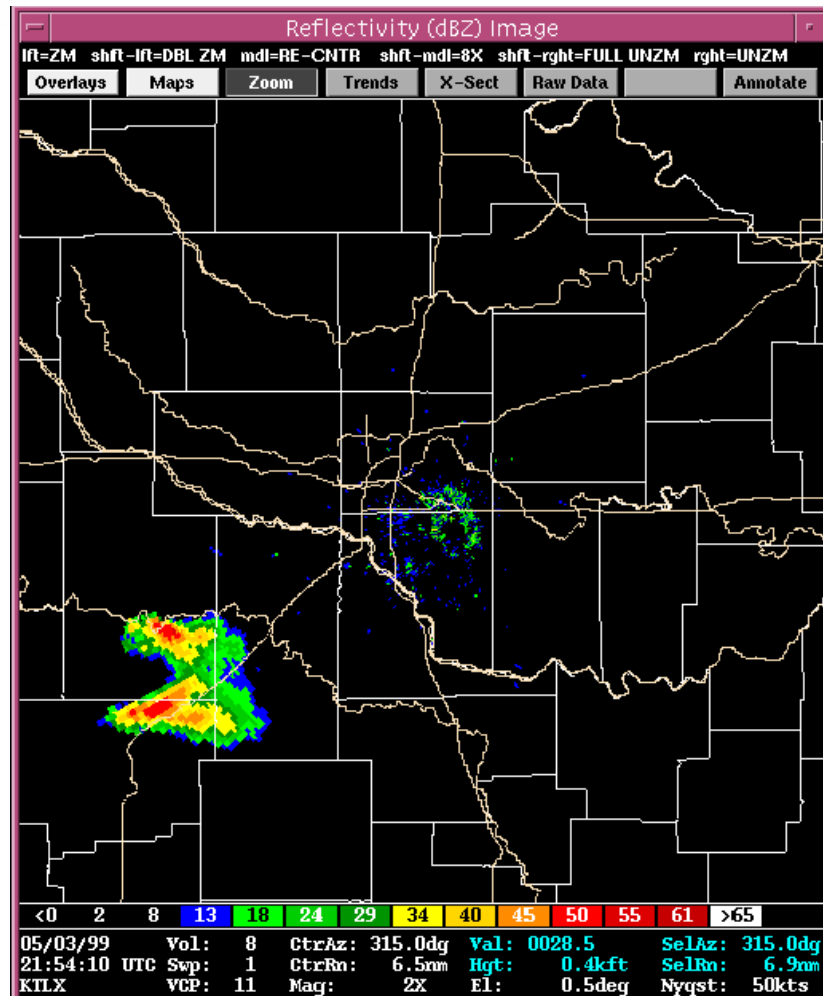 Reflectivity (dBZ) Image
lft=ZM shft-lft=DBL ZM mdl=RE-CNTR shft-mdl=8X shft-rght=FULL UNZM rght=UNZM
Overlays Maps Zoom Trends X-Sect Raw Data Annotate
<0 2 8 13 18 24 29 34 40 45 50 55 61 >65
05/03/99 Vol: 8 CtrAz: 315.0dg Val: 0028.5 SelAz: 315.0dg
21:54:10 UTC Swp: 1 CtrRn: 6.5nm Hgt: 0.4kft SelRn: 6.9nm
KTLX VCP: 11 Mag: 2X El: 0.5deg Nyqst: 50kts